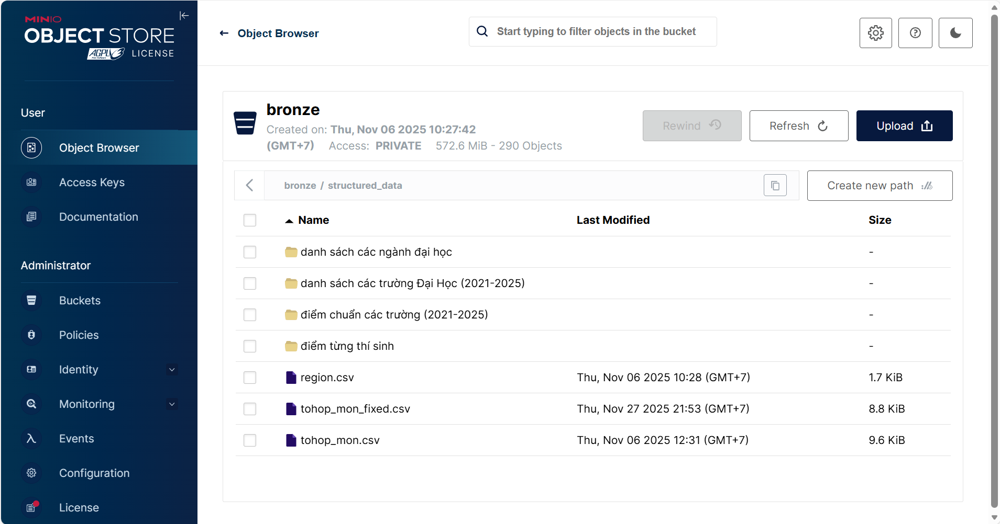 MINIO
OBJECT STORE
AGPL v3 LICENSE
Free Software
User
Object Browser
Access Keys
Documentation
Administrator
Buckets
Policies
Identity
Monitoring
Events
Configuration
License
← Object Browser
Start typing to filter objects in the bucket
bronze
Created on: Thu, Nov 06 2025 10:27:42
(GMT+7) Access: PRIVATE 572.6 MiB - 290 Objects
Rewind
Refresh
Upload
bronze / structured_data
Create new path
Name Last Modified Size
danh sách các ngành đại học -
danh sách các trường Đại Học (2021-2025) -
điểm chuẩn các trường (2021-2025) -
điểm từng thí sinh -
region.csv Thu, Nov 06 2025 10:28 (GMT+7) 1.7 KiB
tohop_mon_fixed.csv Thu, Nov 27 2025 21:53 (GMT+7) 8.8 KiB
tohop_mon.csv Thu, Nov 06 2025 12:31 (GMT+7) 9.6 KiB